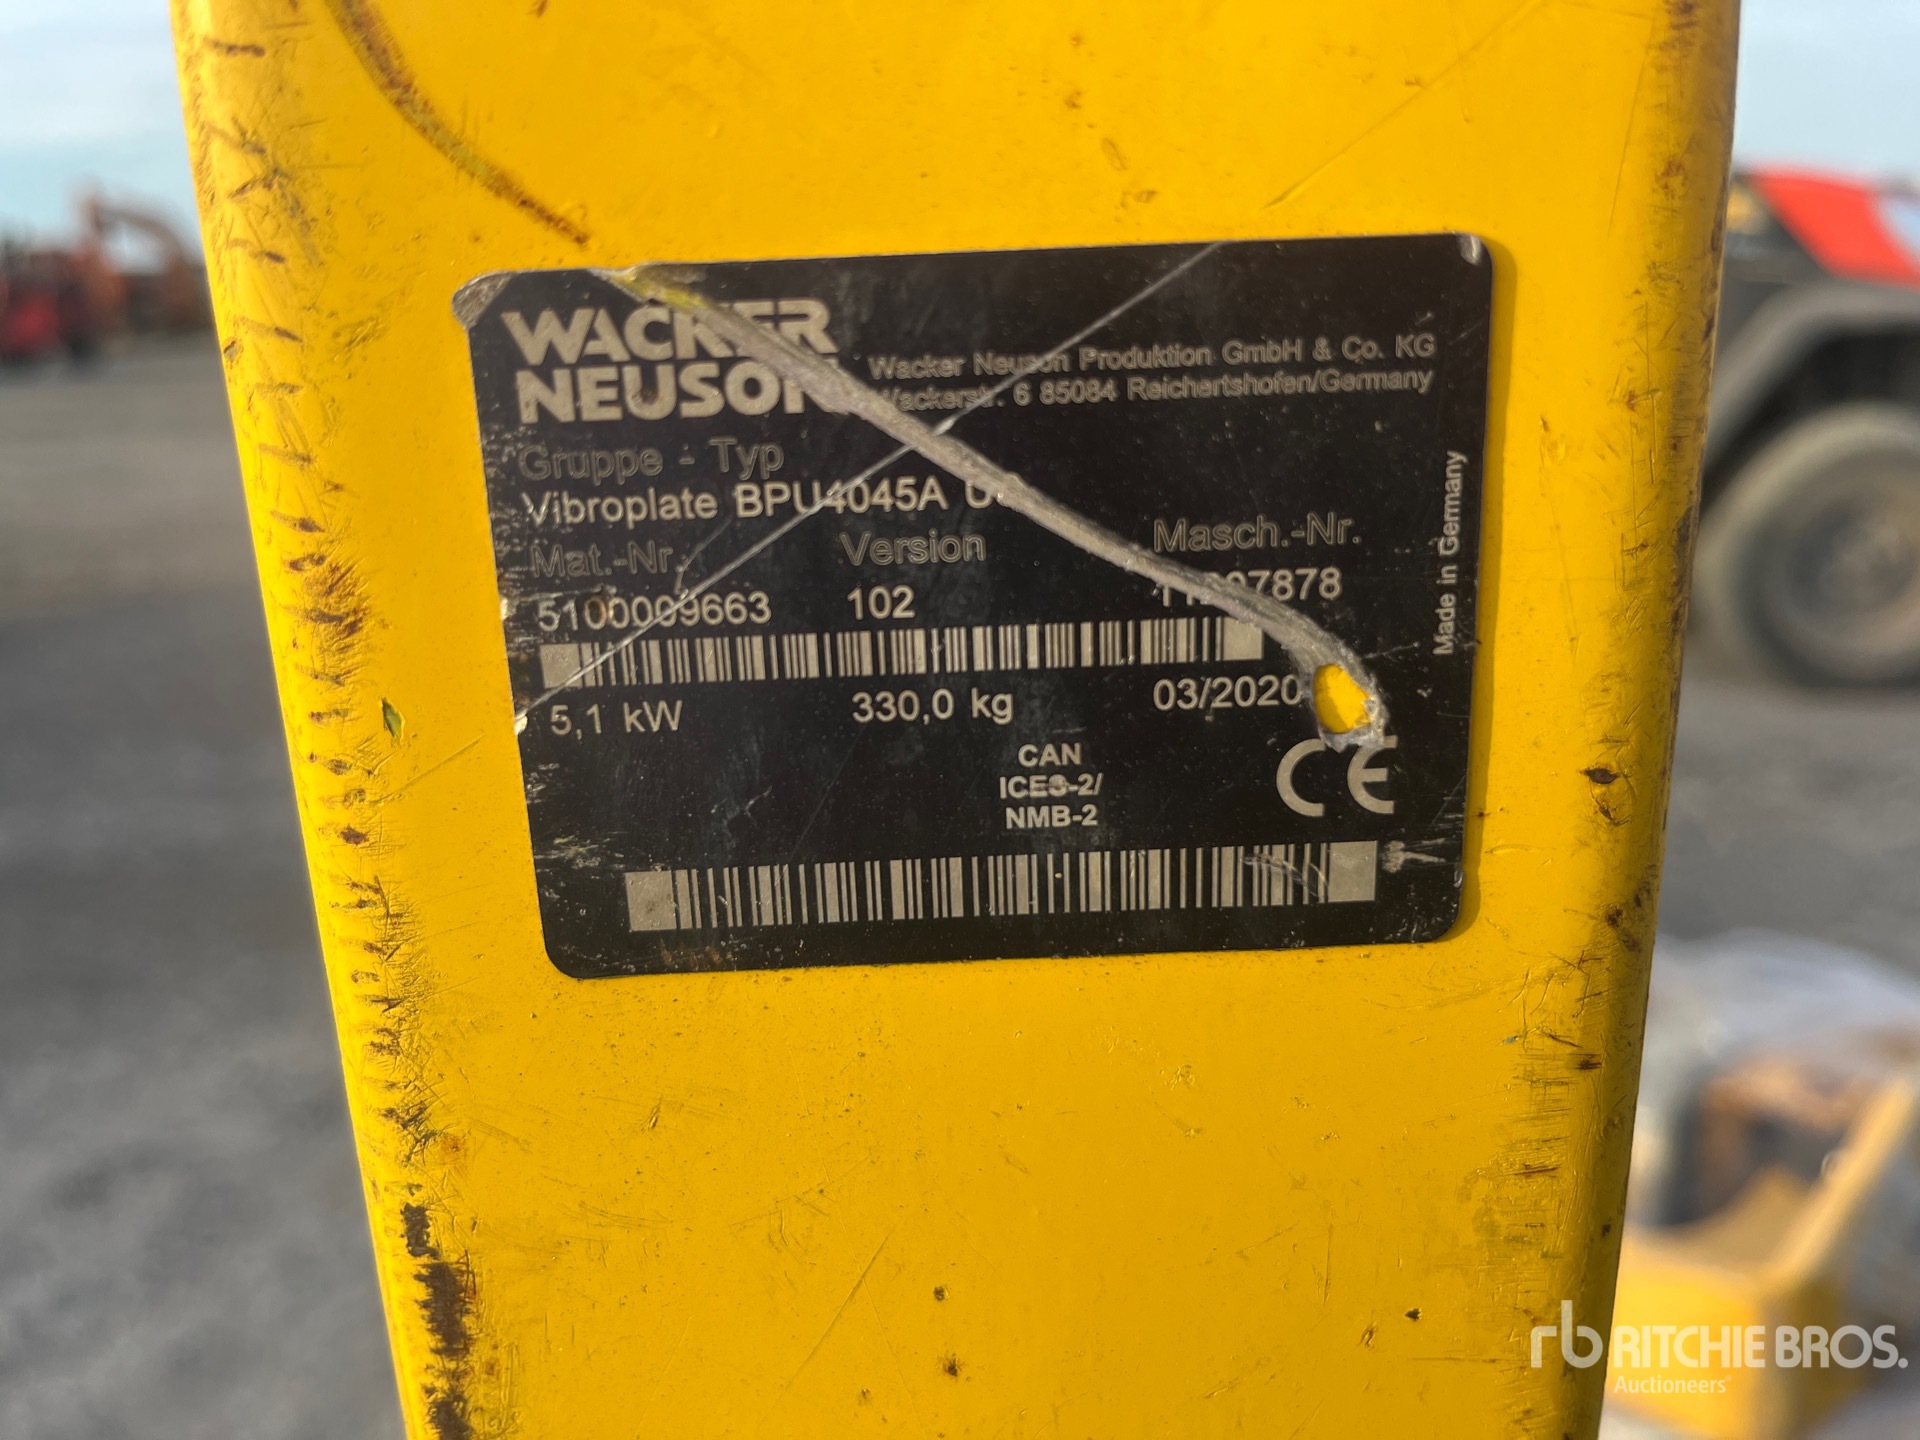 WACKER
NEUSON
Wacker Neuson Produktion GmbH & Co. KG
Wackerstr. 6 85084 Reichertshofen/Germany
Gruppe - Typ
Vibroplate BPU4045A
Mat.-Nr. Version Masch.-Nr.
5100009663 102
5,1 kW 330,0 kg 03/2020
CAN
ICES-2/
NMB-2
CE
Made in Germany
rb RITCHIE BROS.
Auctioneers